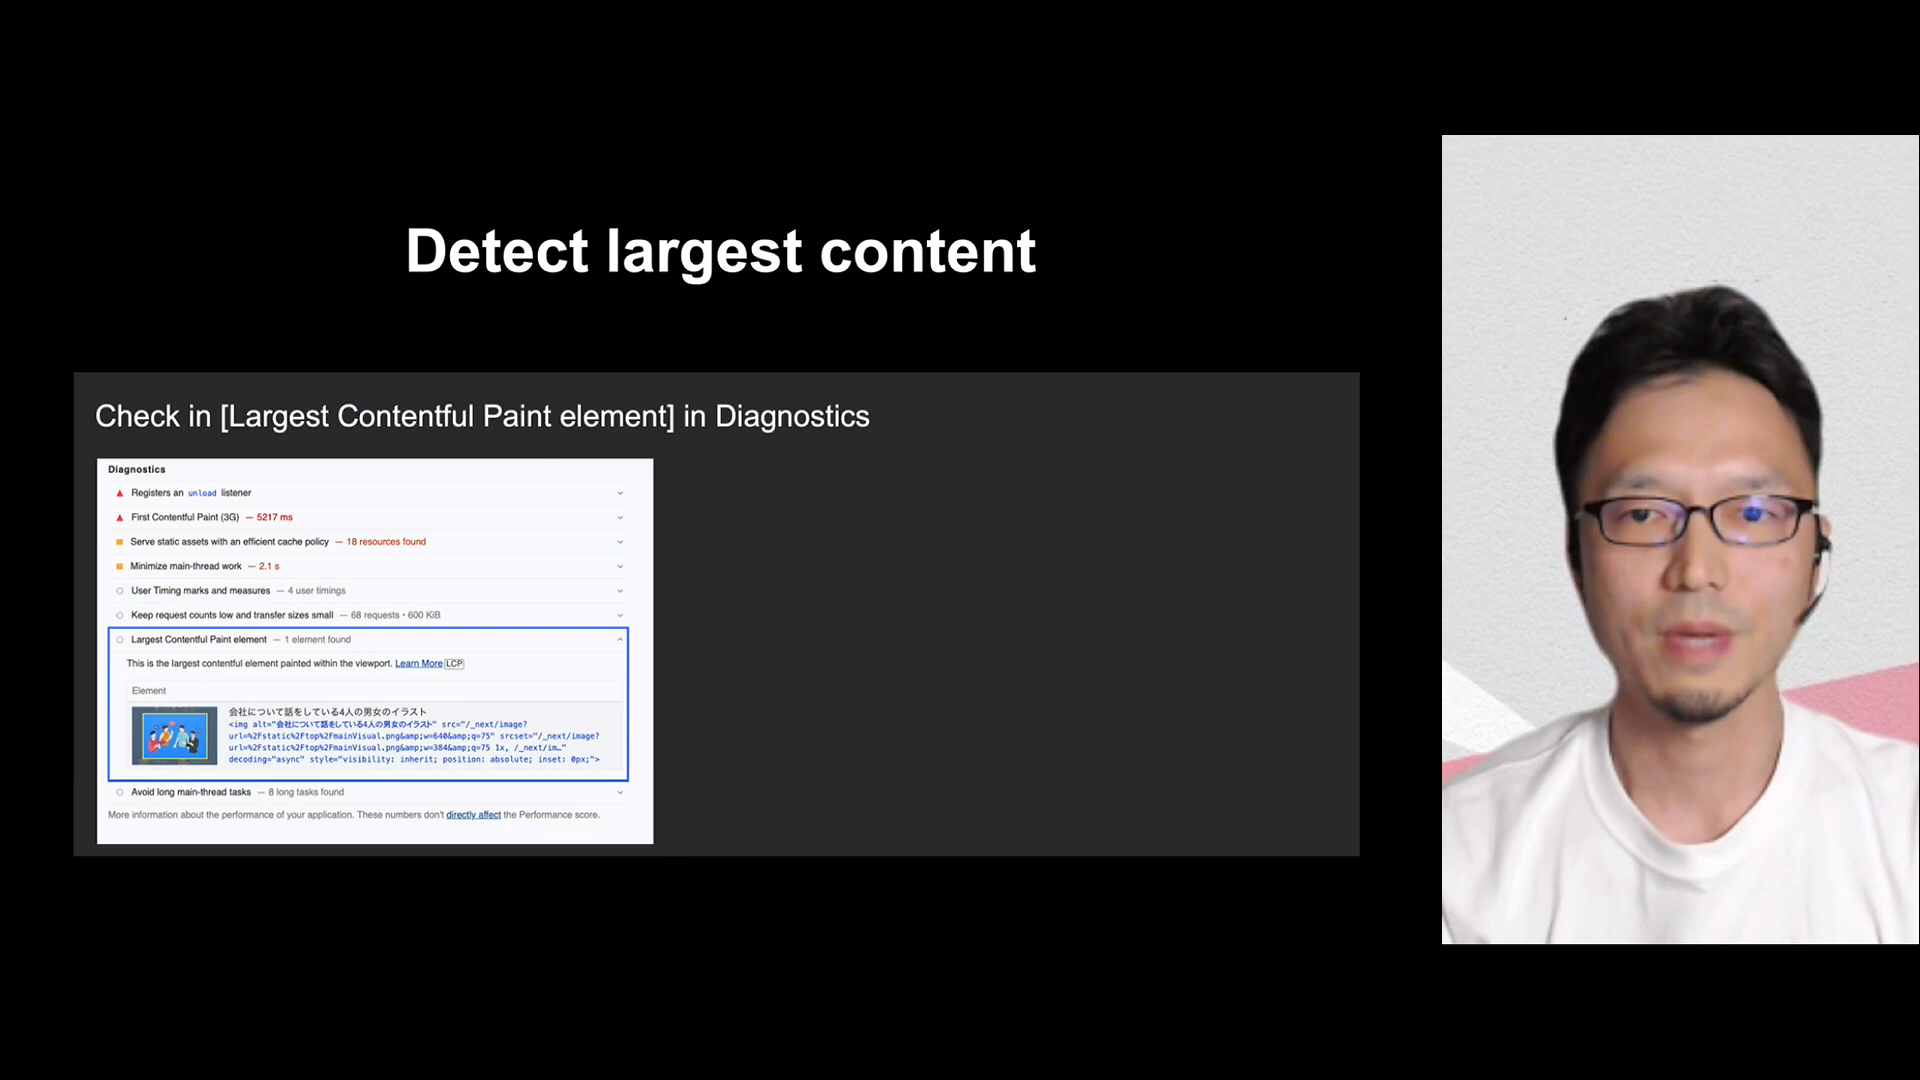 Detect largest content
Check in [Largest Contentful Paint element] in Diagnostics
Diagnostics
Registers an unload listener
First Contentful Paint (3G) — 5217 ms
Serve static assets with an efficient cache policy — 18 resources found
Minimize main-thread work — 2.1 s
User Timing marks and measures — 4 user timings
Keep request counts low and transfer sizes small — 68 requests • 600 KiB
Largest Contentful Paint element — 1 element found
This is the largest contentful element painted within the viewport. Learn More LCP
Element
会社について話をしている4人の男女のイラスト
<img alt="会社について話をしている4人の男女のイラスト" src="/_next/image?
url=%2Fstatic%2Ftop%2FmainVisual.png&amp;w=640&amp;q=75" srcset="/_next/image?
url=%2Fstatic%2Ftop%2FmainVisual.png&amp;w=384&amp;q=75 1x, /_next/im…"
decoding="async" style="visibility: inherit; position: absolute; inset: 0px;">
Avoid long main-thread tasks — 8 long tasks found
More information about the performance of your application. These numbers don't directly affect the Performance score.